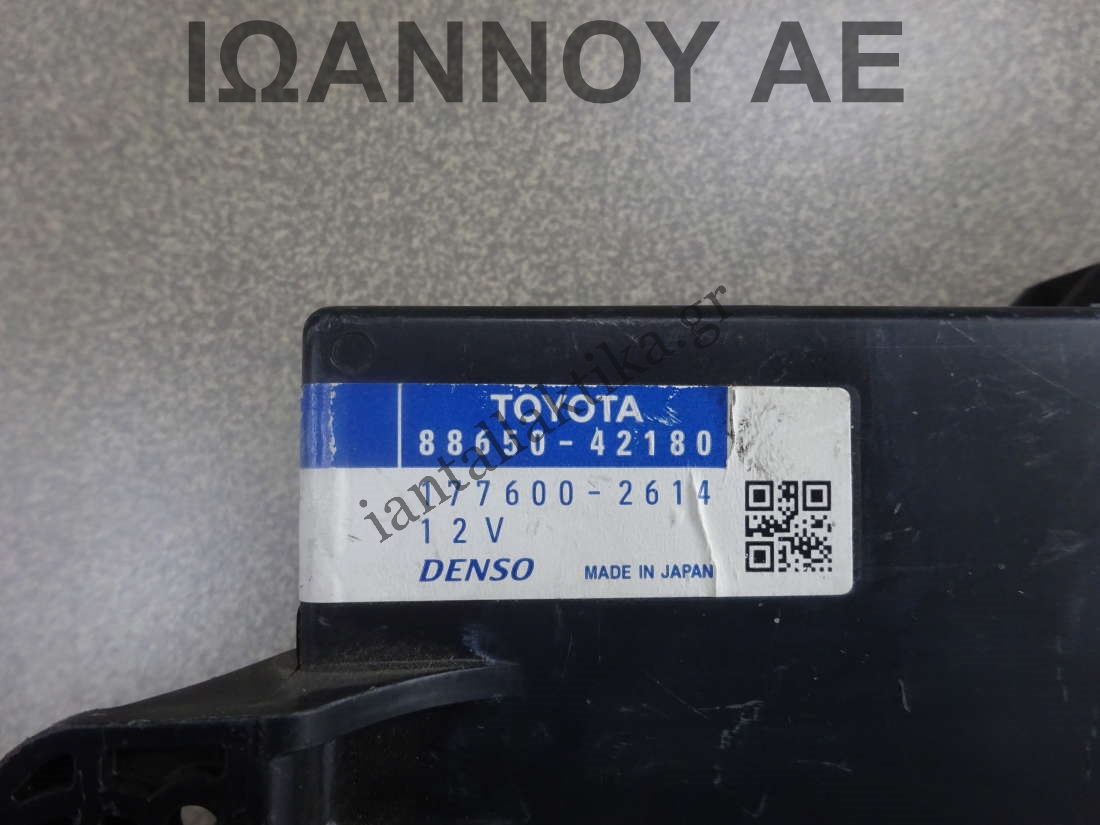 ΙΩΑΝΝΟΥ ΑΕ
iantallaktika.gr
TOYOTA
88650-42180
177600-2614
12V
DENSO MADE IN JAPAN